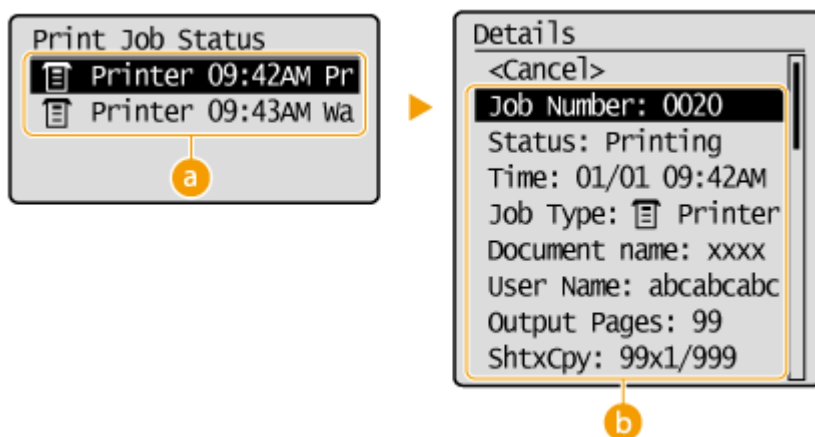 Print Job Status
Printer 09:42AM Pr
Printer 09:43AM Wa
a
Details
<Cancel>
Job Number: 0020
Status: Printing
Time: 01/01 09:42AM
Job Type: Printer
Document name: xxxx
User Name: abcabcabc
Output Pages: 99
ShtxCpy: 99x1/999
b